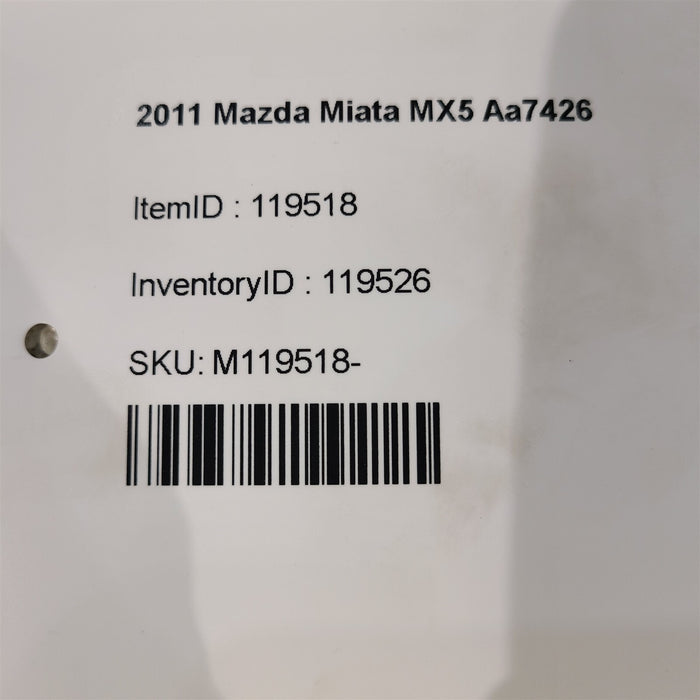 2011 Mazda Miata MX5 Aa7426
ItemID : 119518
InventoryID : 119526
SKU: M119518-